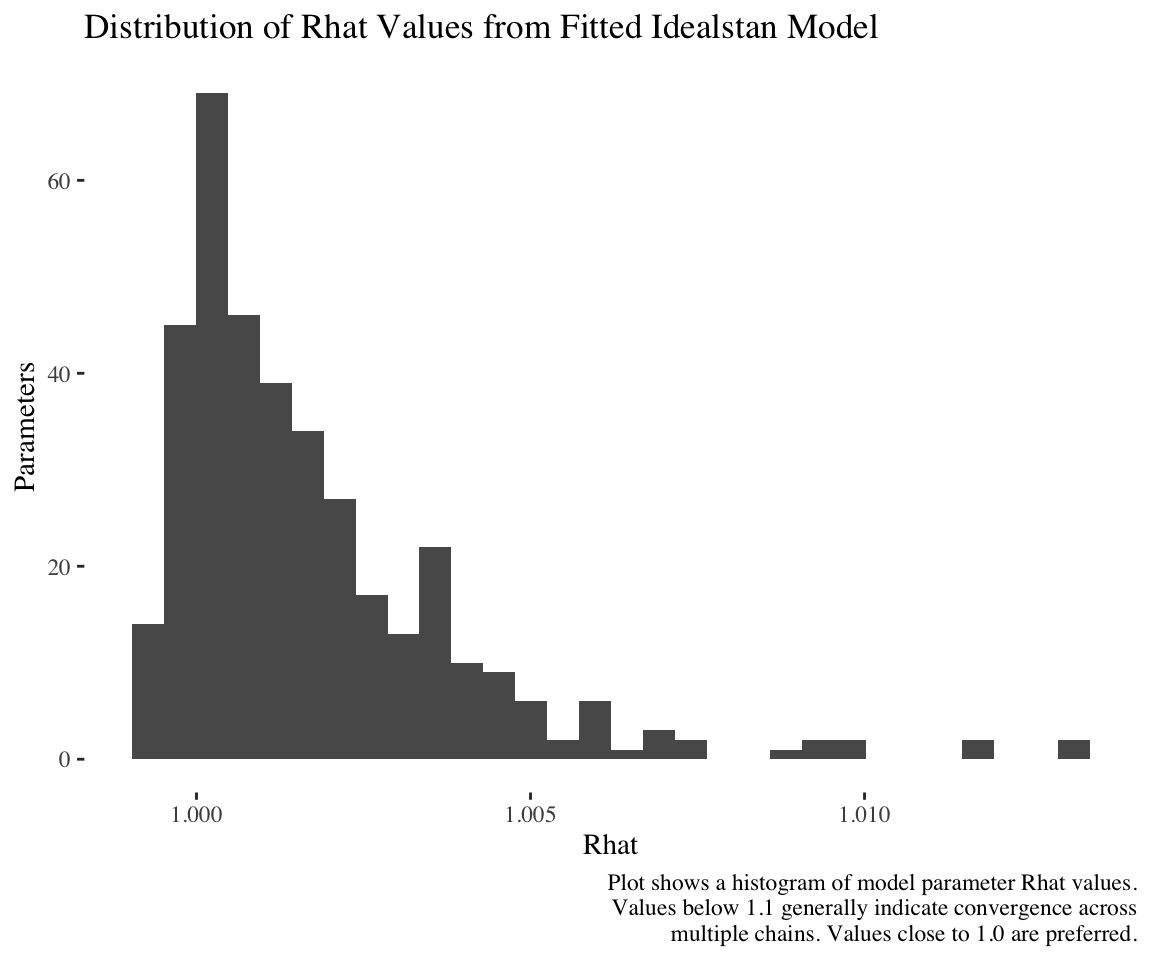 Distribution of Rhat Values from Fitted Idealstan Model
60
40
20
0
Parameters
1.000 1.005 1.010
Rhat
Plot shows a histogram of model parameter Rhat values.
Values below 1.1 generally indicate convergence across
multiple chains. Values close to 1.0 are preferred.